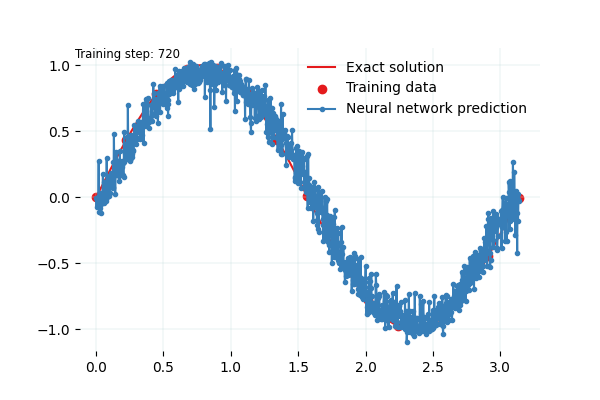 Training step: 720
Exact solution
Training data
Neural network prediction
1.0
0.5
0.0
−0.5
−1.0
0.0 0.5 1.0 1.5 2.0 2.5 3.0